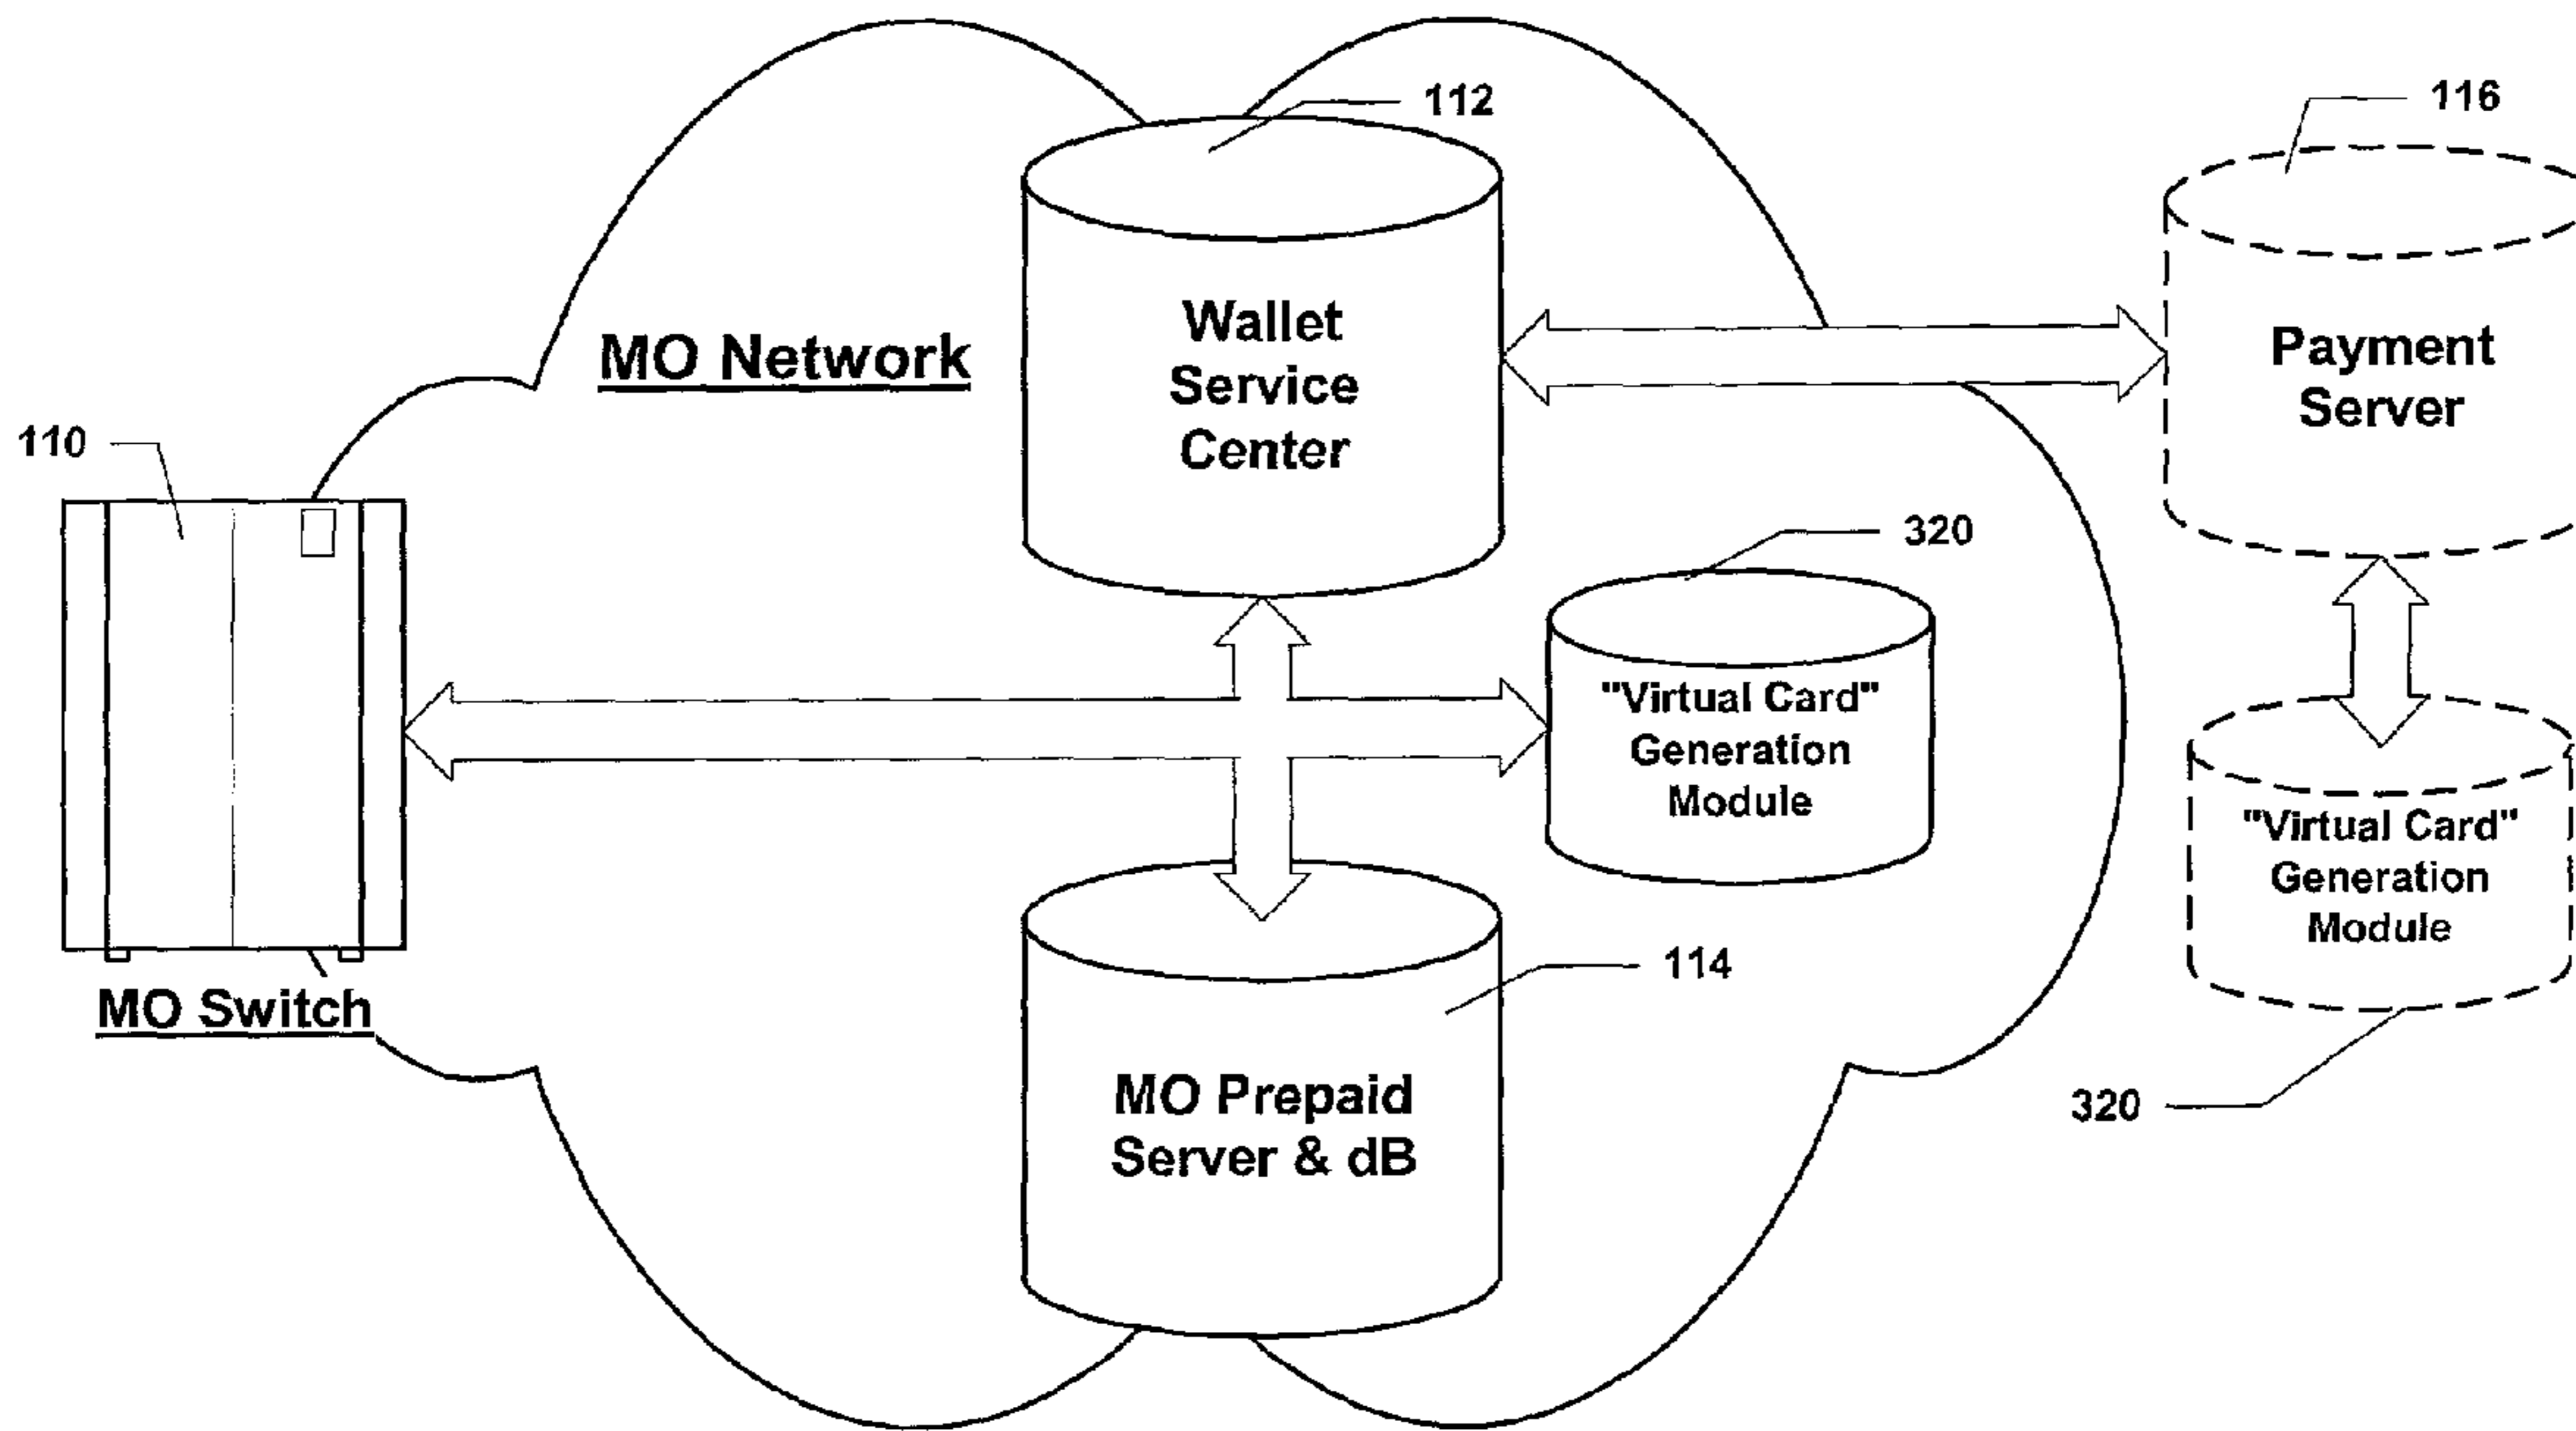 112
116
Wallet
Service
Center
MO Network
Payment
Server
110
320
"Virtual Card"
Generation
Module
"Virtual Card"
Generation
Module
114
MO Switch
MO Prepaid
Server & dB
320